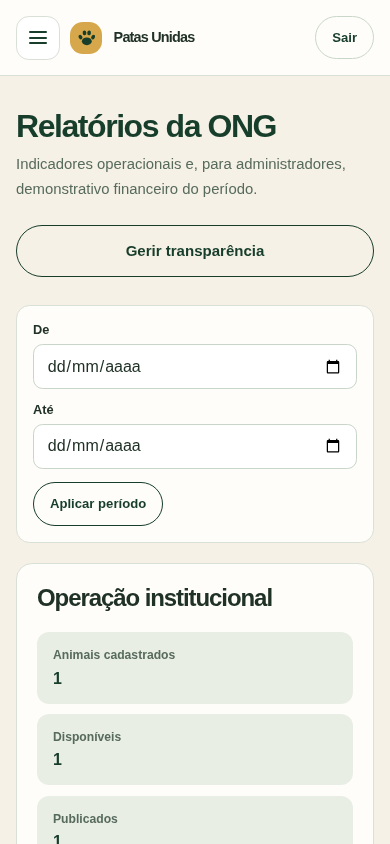 Patas Unidas
Sair
Relatórios da ONG
Indicadores operacionais e, para administradores,
demonstrativo financeiro do período.
Gerir transparência
De
dd/mm/aaaa
Até
dd/mm/aaaa
Aplicar período
Operação institucional
Animais cadastrados
1
Disponíveis
1
Publicados
1